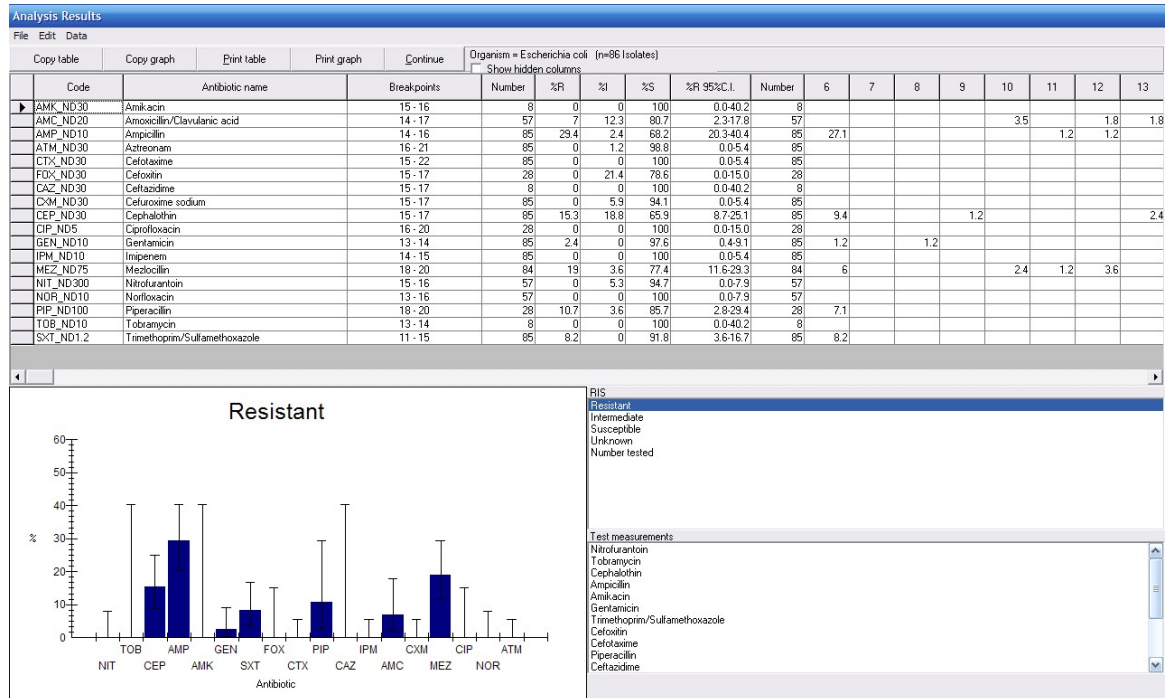 Analysis Results
File Edit Data
Copy table Copy graph Print table Print graph Continue Organism = Escherichia coli (n=86 Isolates)
Show hidden columns
Code Antibiotic name Breakpoints Number %R %I %S %R 95%C.I. Number 6 7 8 9 10 11 12 13
AMK_ND30 Amikacin 15 - 16 8 0 0 100 0.0-40.2 8
AMC_ND20 Amoxicillin/Clavulanic acid 14 - 17 57 7 12.3 80.7 2.3-17.8 57 3.5 1.8 1.8
AMP_ND10 Ampicillin 14 - 16 85 29.4 2.4 68.2 20.3-40.4 85 27.1 1.2 1.2
ATM_ND30 Aztreonam 16 - 21 85 0 1.2 98.8 0.0-5.4 85
CTX_ND30 Cefotaxime 15 - 22 85 0 0 100 0.0-5.4 85
FOX_ND30 Cefoxitin 15 - 17 28 0 21.4 78.6 0.0-15.0 28
CAZ_ND30 Ceftazidime 15 - 17 8 0 0 100 0.0-40.2 8
CXM_ND30 Cefuroxime sodium 15 - 17 85 0 5.9 94.1 0.0-5.4 85
CEP_ND30 Cephalothin 15 - 17 85 15.3 18.8 65.9 8.7-25.1 85 9.4 1.2 2.4
CIP_ND5 Ciprofloxacin 16 - 20 28 0 0 100 0.0-15.0 28
GEN_ND10 Gentamicin 13 - 14 85 2.4 0 97.6 0.4-9.1 85 1.2 1.2
IPM_ND10 Imipenem 14 - 15 85 0 0 100 0.0-5.4 85
MEZ_ND75 Mezlocillin 18 - 20 84 19 3.6 77.4 11.6-29.3 84 6 2.4 1.2 3.6
NIT_ND300 Nitrofurantoin 15 - 16 57 0 5.3 94.7 0.0-7.9 57
NOR_ND10 Norfloxacin 13 - 16 57 0 0 100 0.0-7.9 57
PIP_ND100 Piperacillin 18 - 20 28 10.7 3.6 85.7 2.8-29.4 28 7.1
TOB_ND10 Tobramycin 13 - 14 8 0 0 100 0.0-40.2 8
SXT_ND1.2 Trimethoprim/Sulfamethoxazole 11 - 15 85 8.2 0 91.8 3.6-16.7 85 8.2
Resistant
60
50
40
% 30
20
10
0
TOB AMP GEN FOX PIP IPM CXM CIP ATM
NIT CEP AMK SXT CTX CAZ AMC MEZ NOR
Antibiotic
RIS
Resistant
Intermediate
Susceptible
Unknown
Number tested
Test measurements
Nitrofurantoin
Tobramycin
Cephalothin
Ampicillin
Amikacin
Gentamicin
Trimethoprim/Sulfamethoxazole
Cefoxitin
Cefotaxime
Piperacillin
Ceftazidime